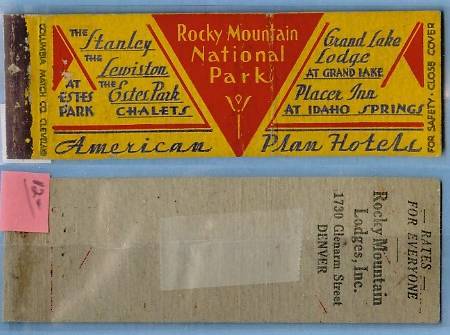 THE
Stanley
THE
Lewiston
THE
Estes Park
CHALETS
AT
ESTES
PARK
Rocky Mountain
National
Park
Grand Lake
Lodge
AT GRAND LAKE
Placer Inn
AT IDAHO SPRINGS
American Plan Hotels
COLUMBIA MATCH CO. CLEVELAND
FOR SAFETY-CLOSE COVER
12-
RATES
FOR EVERYONE
Rocky Mountain
Lodges, Inc.
1730 Glenarm Street
DENVER